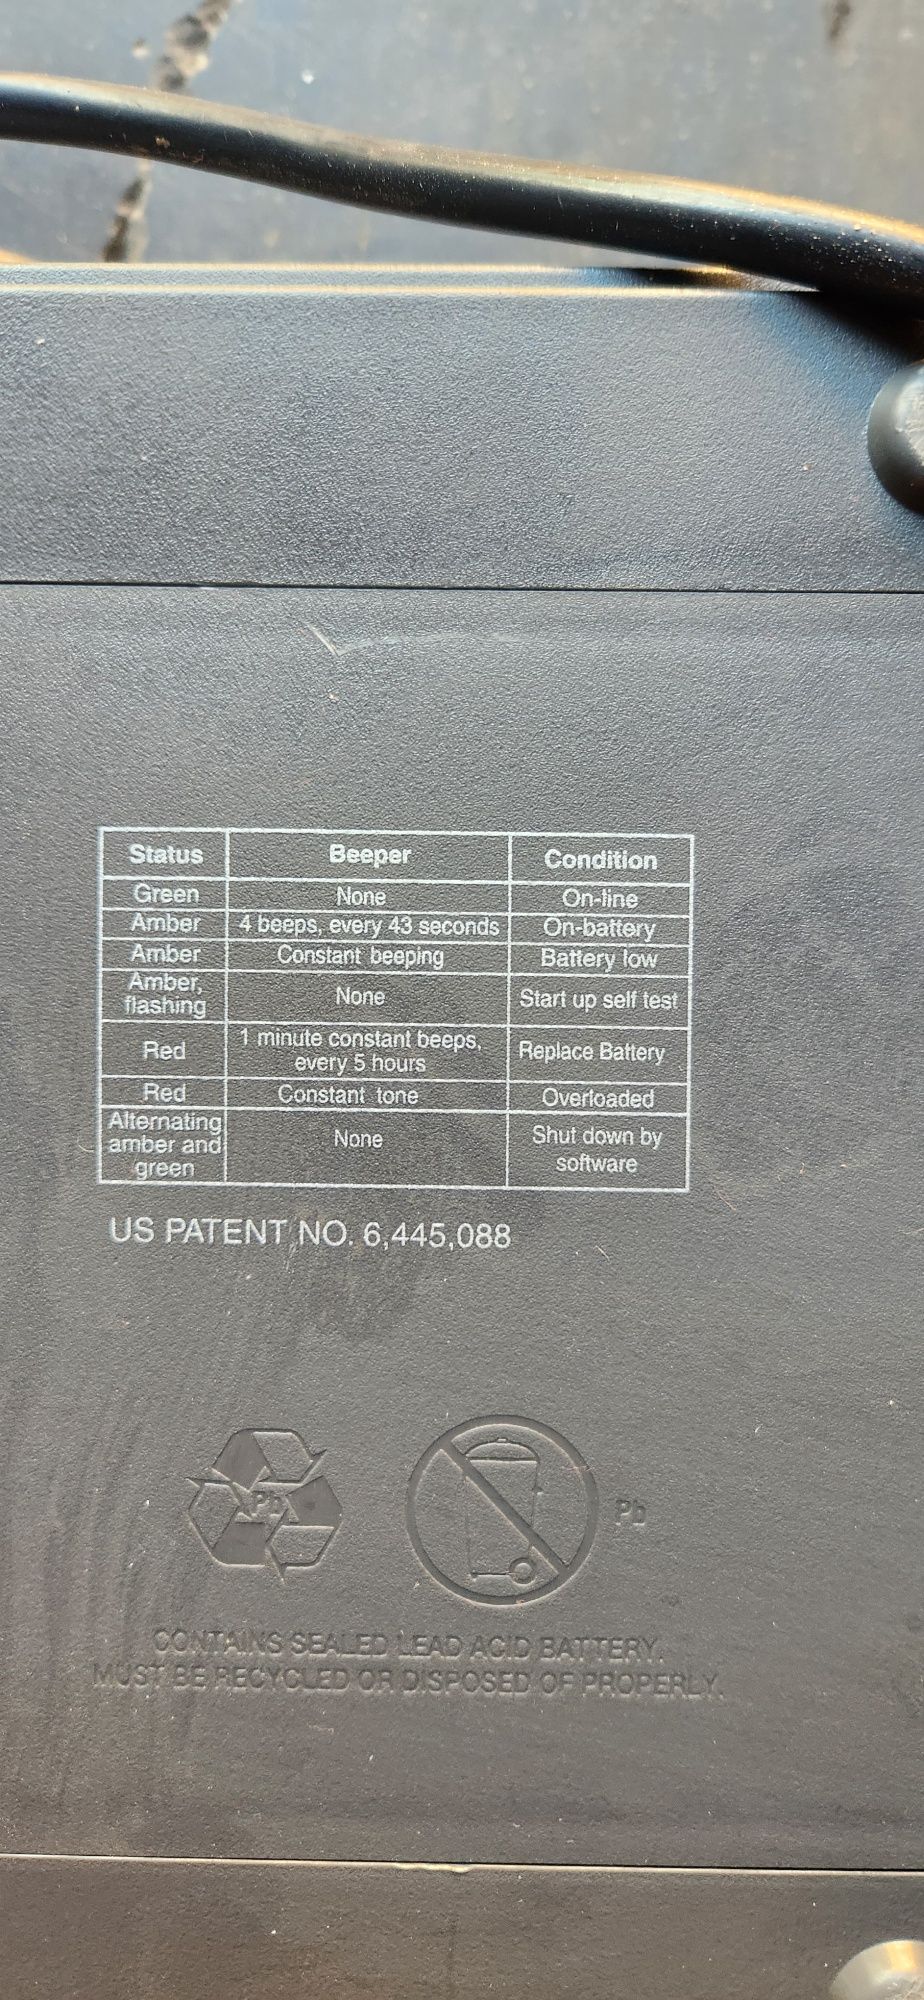 Status Beeper Condition
Green None On-line
Amber 4 beeps, every 43 seconds On-battery
Amber Constant beeping Battery low
Amber, flashing None Start up self test
Red 1 minute constant beeps, every 5 hours Replace Battery
Red Constant tone Overloaded
Alternating amber and green None Shut down by software
US PATENT NO. 6,445,088
Pb
Pb
CONTAINS SEALED LEAD ACID BATTERY.
MUST BE RECYCLED OR DISPOSED OF PROPERLY.